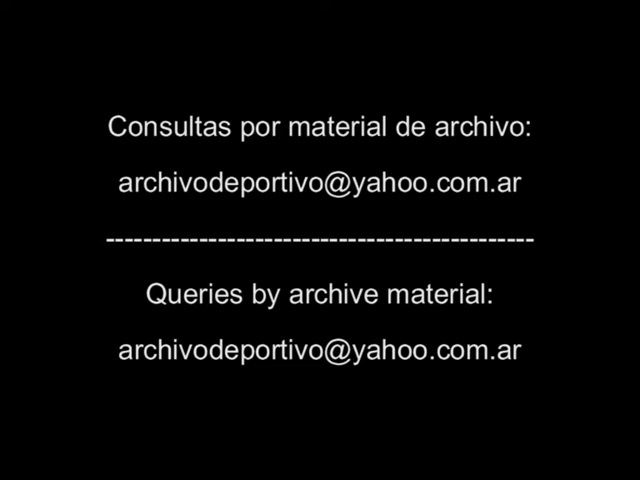 Consultas por material de archivo:
archivodeportivo@yahoo.com.ar
----------------------------------------------
Queries by archive material:
archivodeportivo@yahoo.com.ar